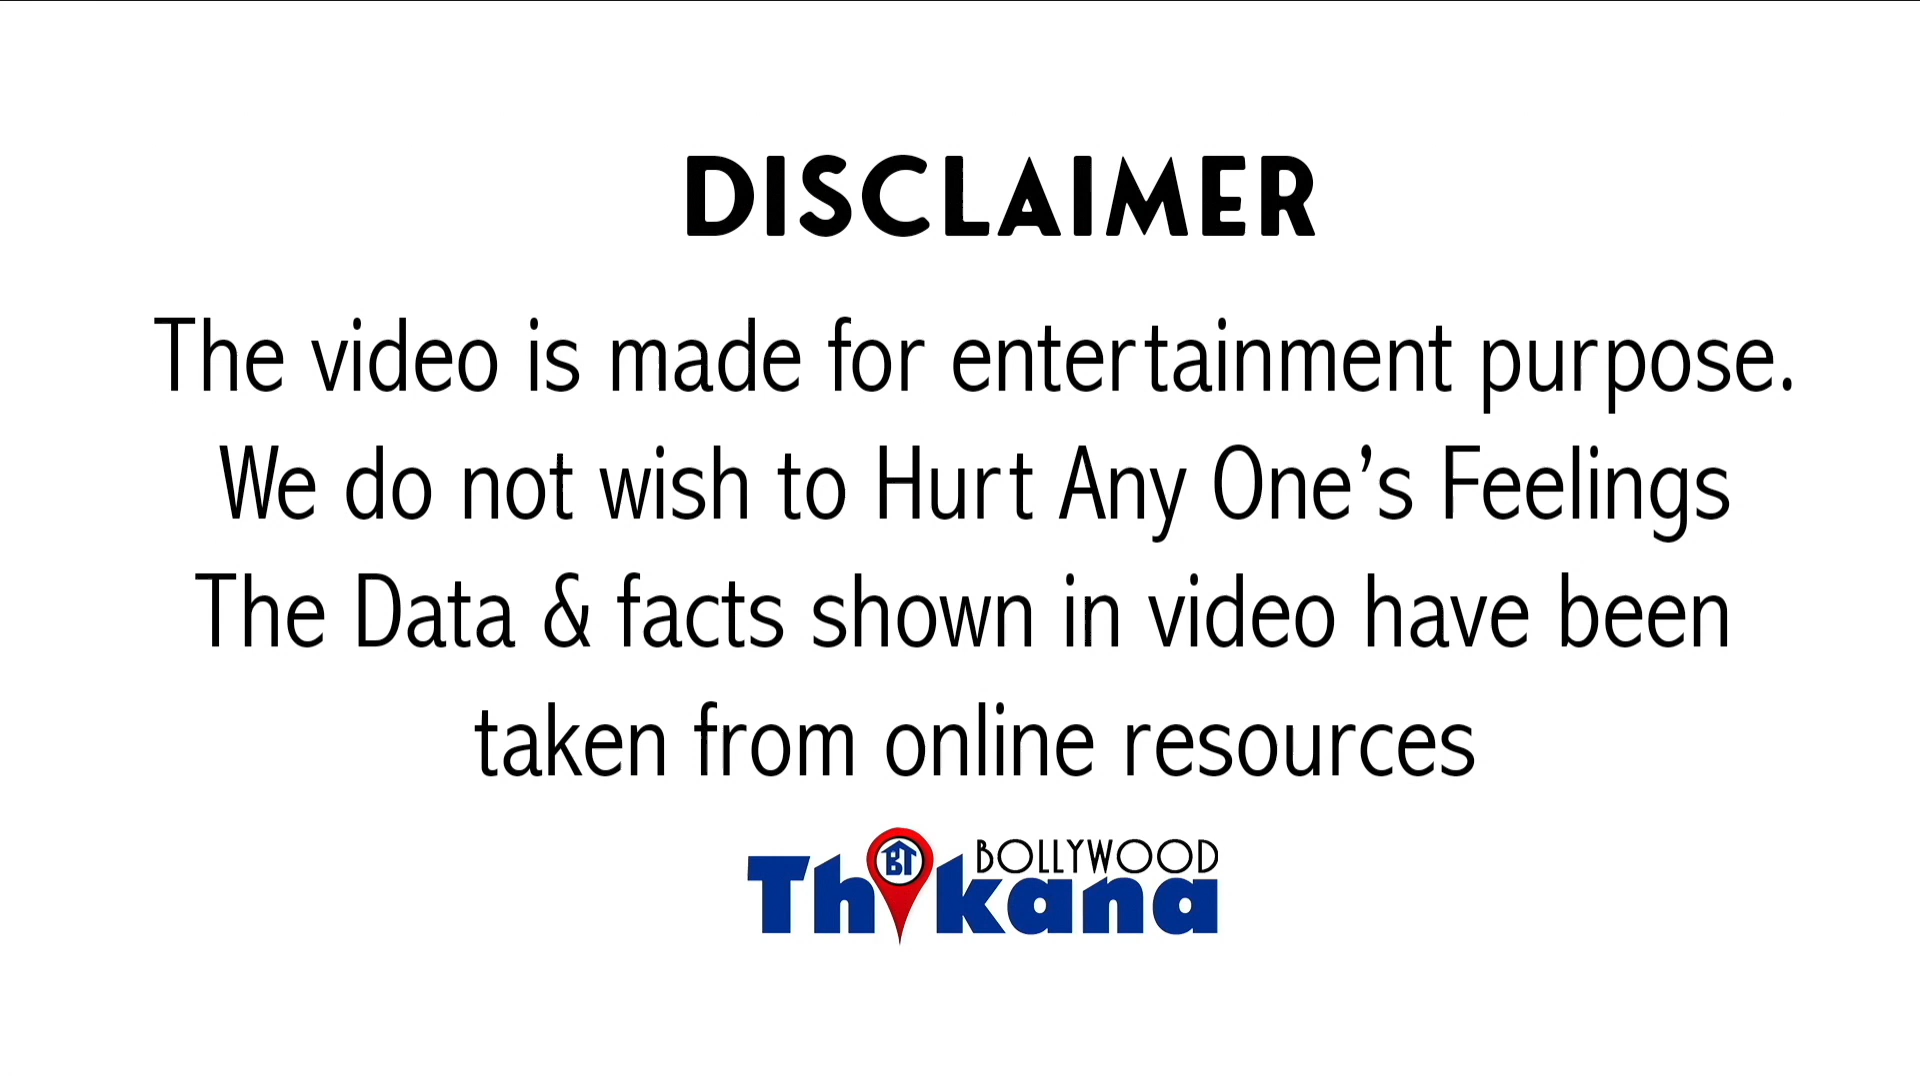 DISCLAIMER
The video is made for entertainment purpose.
We do not wish to Hurt Any One’s Feelings
The Data & facts shown in video have been
taken from online resources
BT
BOLLYWOOD
Thikana